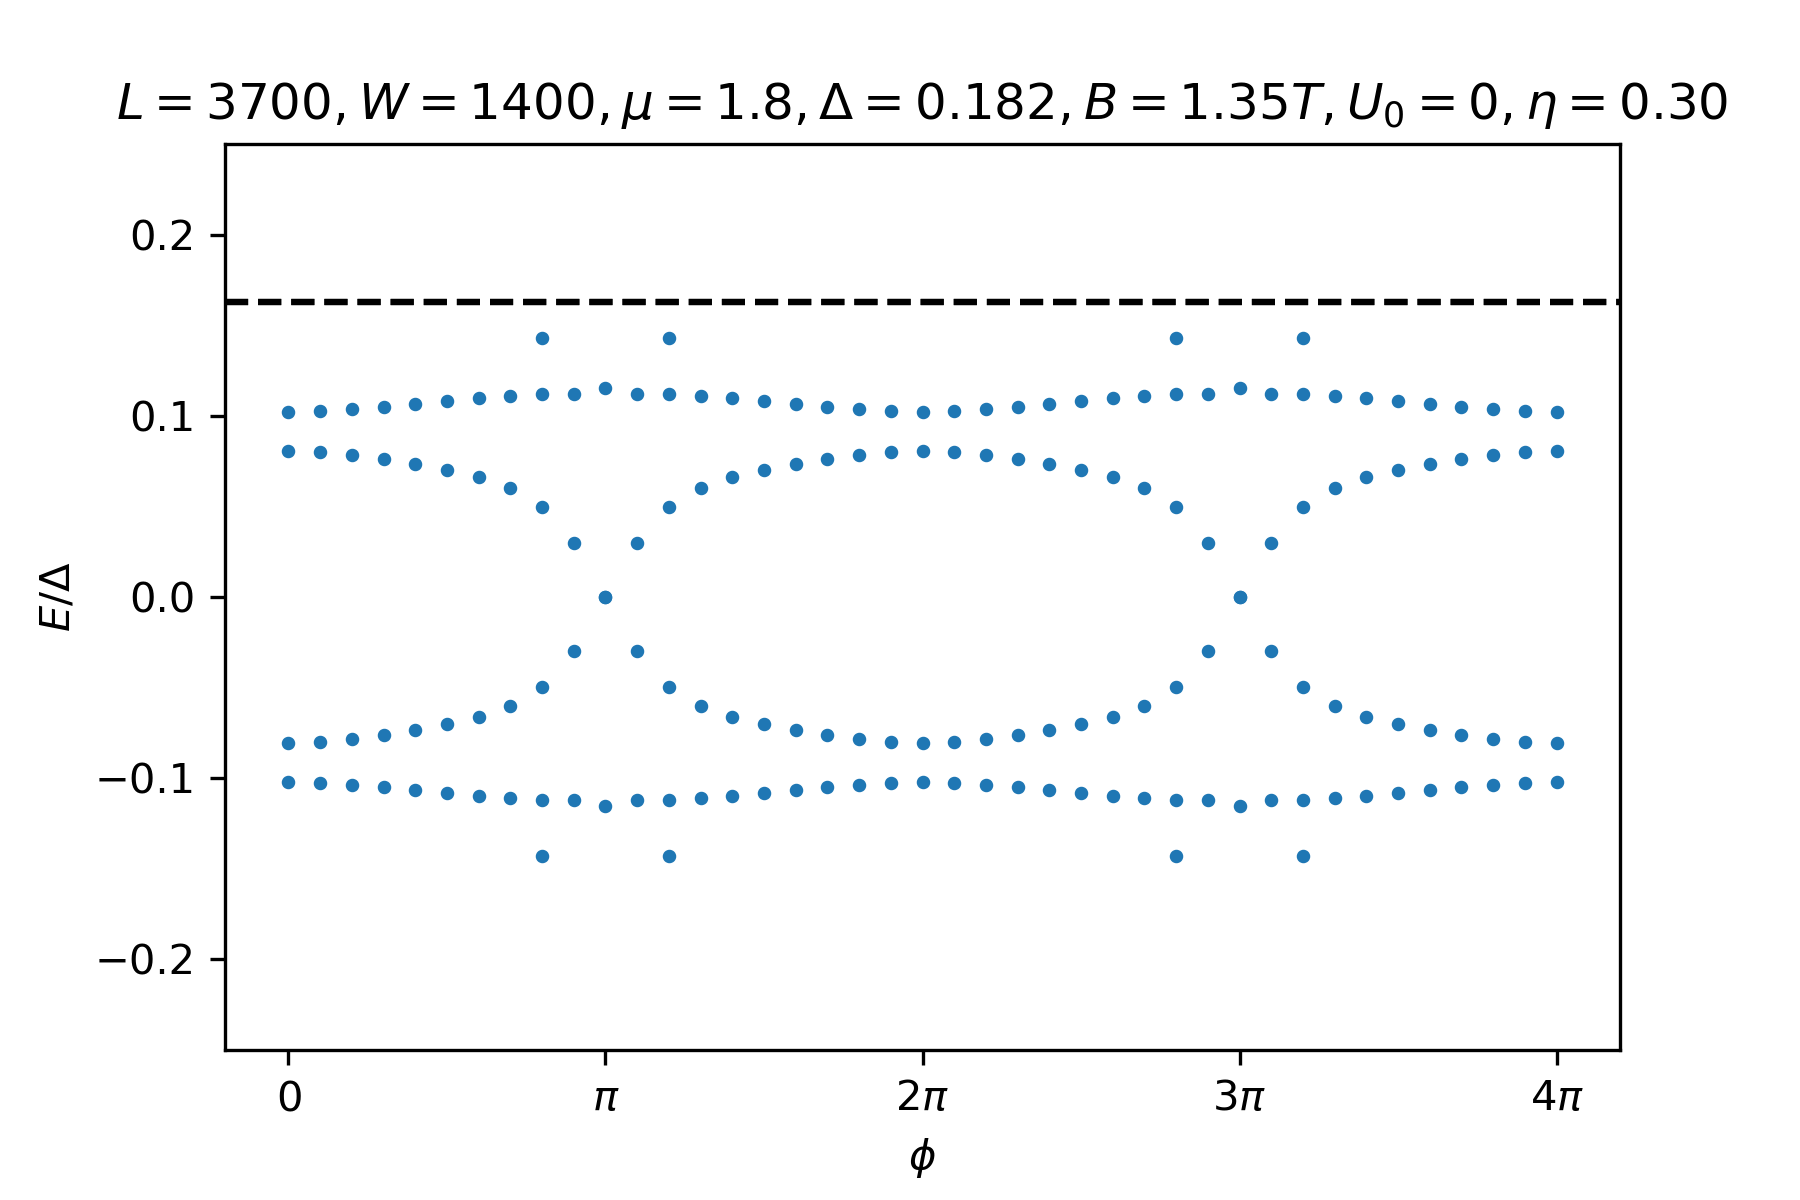 L = 3700, W = 1400, μ = 1.8, Δ = 0.182, B = 1.35T, U₀ = 0, η = 0.30
0.2
0.1
0.0
−0.1
−0.2
E/Δ
0 π 2π 3π 4π
ϕ